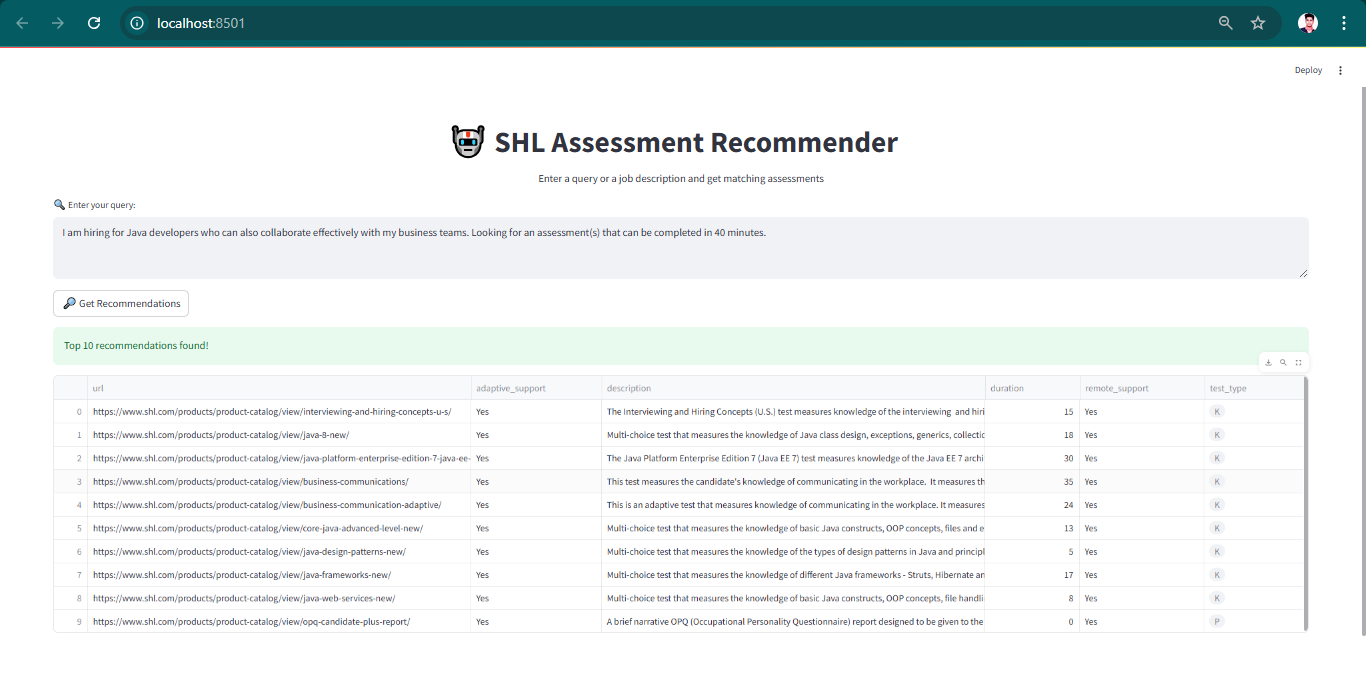 localhost:8501
Deploy
SHL Assessment Recommender
Enter a query or a job description and get matching assessments
Enter your query:
I am hiring for Java developers who can also collaborate effectively with my business teams. Looking for an assessment(s) that can be completed in 40 minutes.
Get Recommendations
Top 10 recommendations found!
url adaptive_support description duration remote_support test_type
0 https://www.shl.com/products/product-catalog/view/interviewing-and-hiring-concepts-u-s/ Yes The Interviewing and Hiring Concepts (U.S.) test measures knowledge of the interviewing and hiri 15 Yes K
1 https://www.shl.com/products/product-catalog/view/java-8-new/ Yes Multi-choice test that measures the knowledge of Java class design, exceptions, generics, collectic 18 Yes K
2 https://www.shl.com/products/product-catalog/view/java-platform-enterprise-edition-7-java-ee- Yes The Java Platform Enterprise Edition 7 (Java EE 7) test measures knowledge of the Java EE 7 archi 30 Yes K
3 https://www.shl.com/products/product-catalog/view/business-communications/ Yes This test measures the candidate's knowledge of communicating in the workplace. It measures th 35 Yes K
4 https://www.shl.com/products/product-catalog/view/business-communication-adaptive/ Yes This is an adaptive test that measures knowledge of communicating in the workplace. It measures 24 Yes K
5 https://www.shl.com/products/product-catalog/view/core-java-advanced-level-new/ Yes Multi-choice test that measures the knowledge of basic Java constructs, OOP concepts, files and e 13 Yes K
6 https://www.shl.com/products/product-catalog/view/java-design-patterns-new/ Yes Multi-choice test that measures the knowledge of the types of design patterns in Java and principl 5 Yes K
7 https://www.shl.com/products/product-catalog/view/java-frameworks-new/ Yes Multi-choice test that measures the knowledge of different Java frameworks - Struts, Hibernate an 17 Yes K
8 https://www.shl.com/products/product-catalog/view/java-web-services-new/ Yes Multi-choice test that measures the knowledge of basic Java constructs, OOP concepts, file handli 8 Yes K
9 https://www.shl.com/products/product-catalog/view/opq-candidate-plus-report/ Yes A brief narrative OPQ (Occupational Personality Questionnaire) report designed to be given to the 0 Yes P